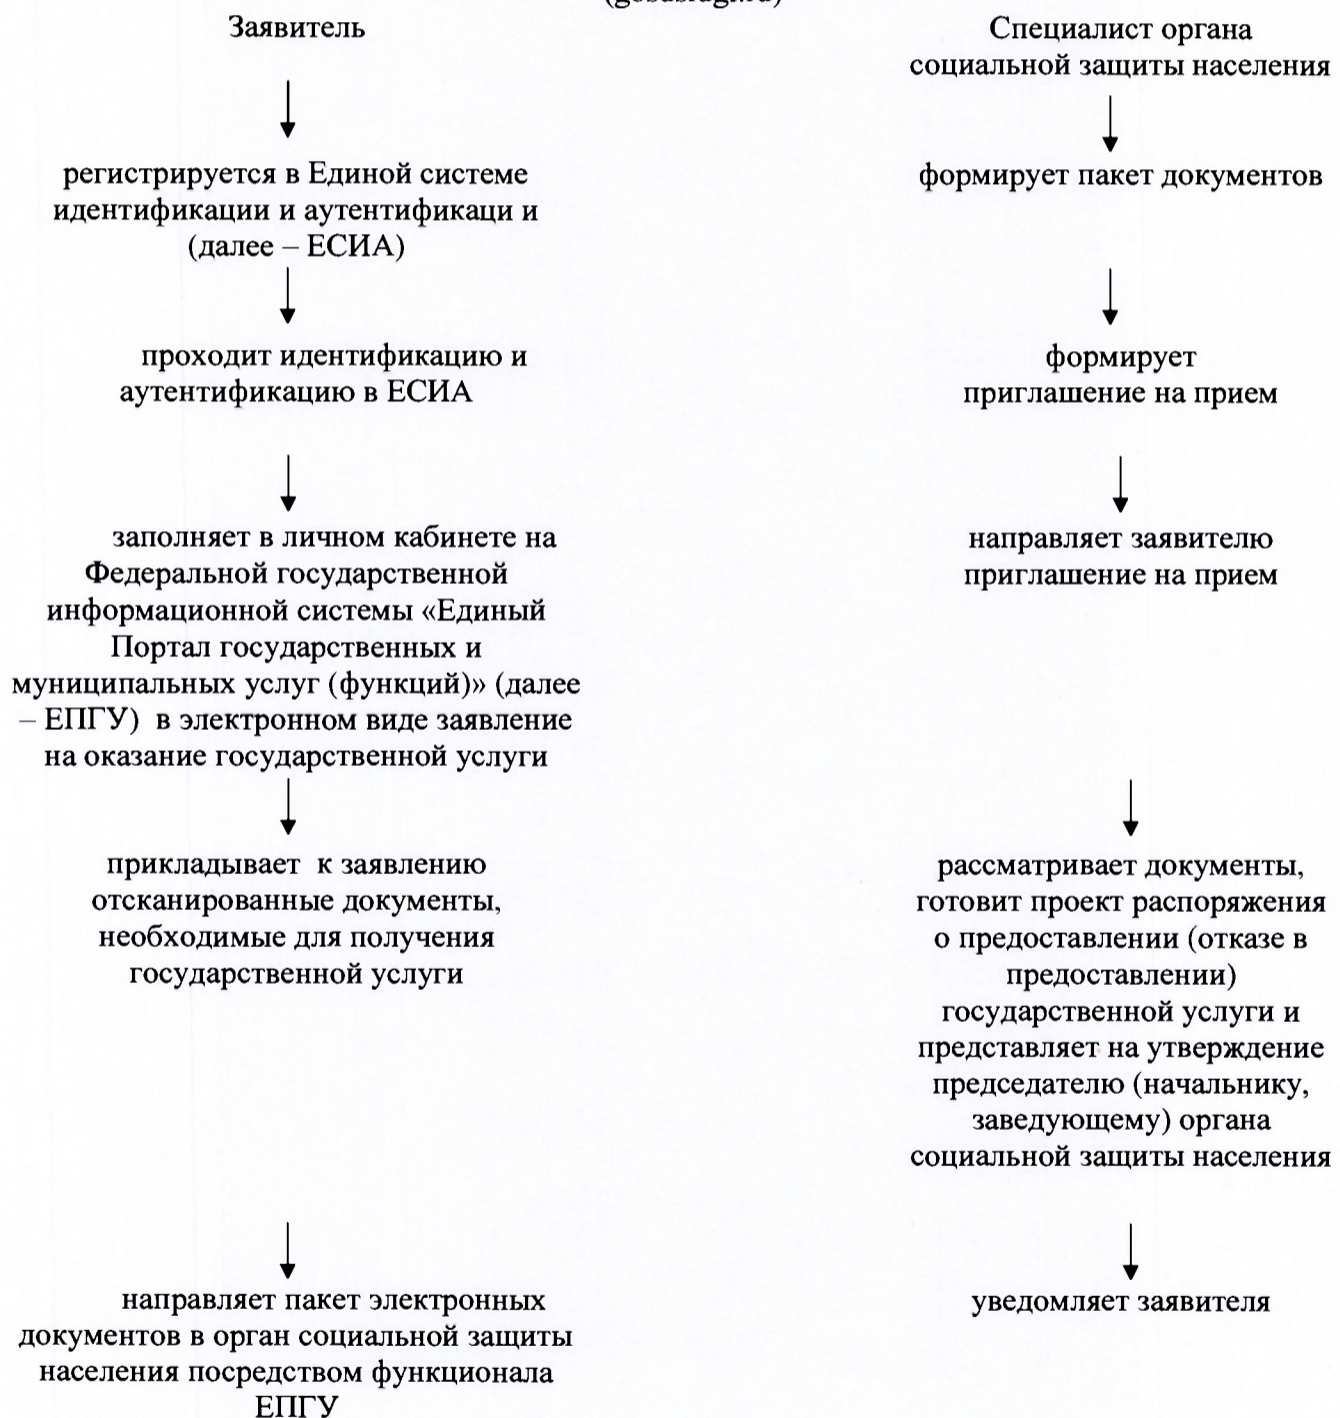 Заявитель
регистрируется в Единой системе
идентификации и аутентификаци и
(далее – ЕСИА)
проходит идентификацию и
аутентификацию в ЕСИА
заполняет в личном кабинете на
Федеральной государственной
информационной системы «Единый
Портал государственных и
муниципальных услуг (функций)» (далее
– ЕПГУ) в электронном виде заявление
на оказание государственной услуги
прикладывает к заявлению
отсканированные документы,
необходимые для получения
государственной услуги
направляет пакет электронных
документов в орган социальной защиты
населения посредством функционала
ЕПГУ
Специалист органа
социальной защиты населения
формирует пакет документов
формирует
приглашение на прием
направляет заявителю
приглашение на прием
рассматривает документы,
готовит проект распоряжения
о предоставлении (отказе в
предоставлении)
государственной услуги и
представляет на утверждение
председателю (начальнику,
заведующему) органа
социальной защиты населения
уведомляет заявителя